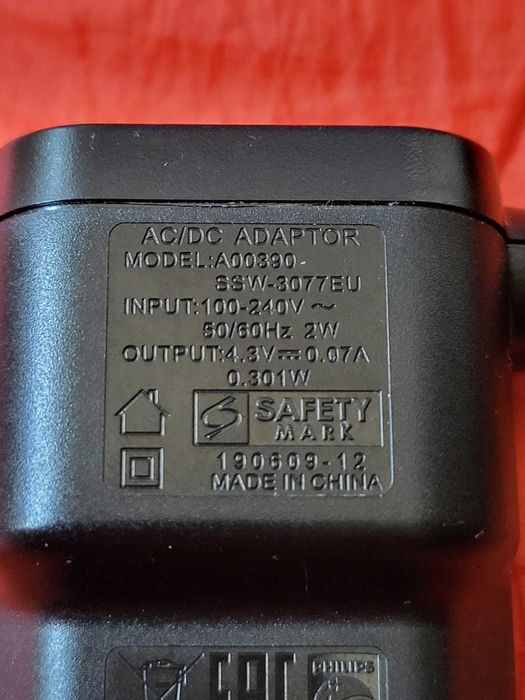 AC/DC ADAPTOR
MODEL:A00390-
SSW-3077EU
INPUT:100-240V ~
50/60Hz 2W
OUTPUT:4.3V⎓0.07A
0.301W
SAFETY
MARK
190609-12
MADE IN CHINA
EAC
PHILIPS